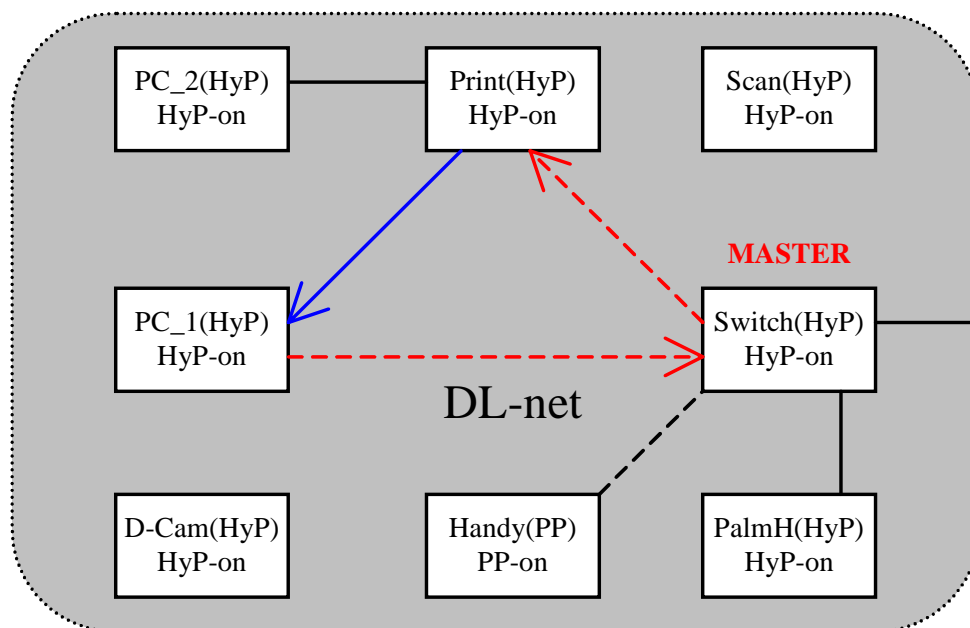 PC_2(HyP)
HyP-on
Print(HyP)
HyP-on
Scan(HyP)
HyP-on
MASTER
PC_1(HyP)
HyP-on
Switch(HyP)
HyP-on
DL-net
D-Cam(HyP)
HyP-on
Handy(PP)
PP-on
PalmH(HyP)
HyP-on